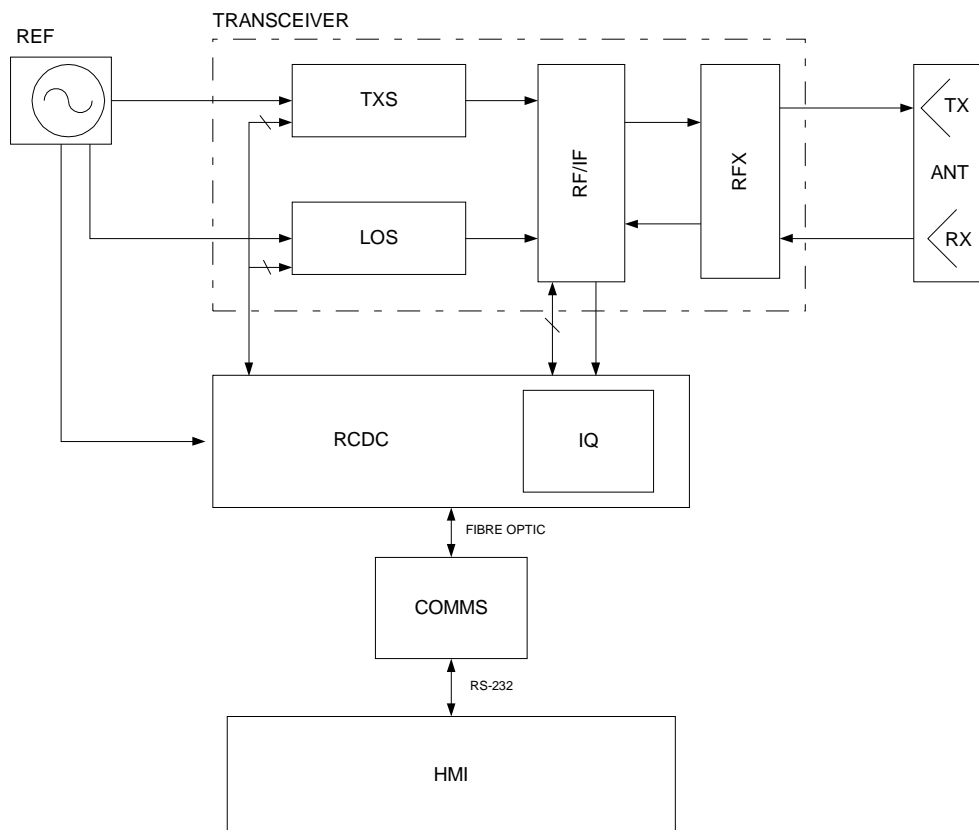 TRANSCEIVER
REF
TXS
LOS
RF/IF
RFX
TX
ANT
RX
RCDC
IQ
FIBRE OPTIC
COMMS
RS-232
HMI